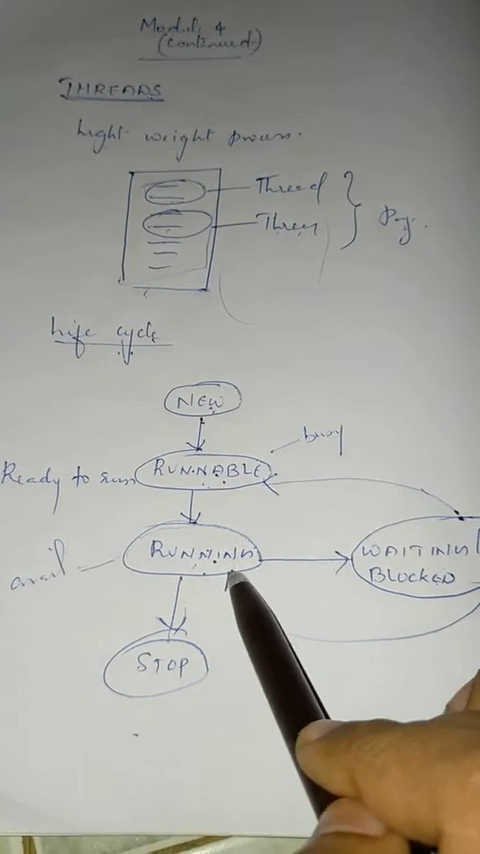 Module 4
(Continued)
THREADS
Light-weight process.
Thread
Thread
Life cycle
NEW
busy
RUNNABLE
Ready to run
RUNNING
avail
WAITING/
BLOCKED
STOP